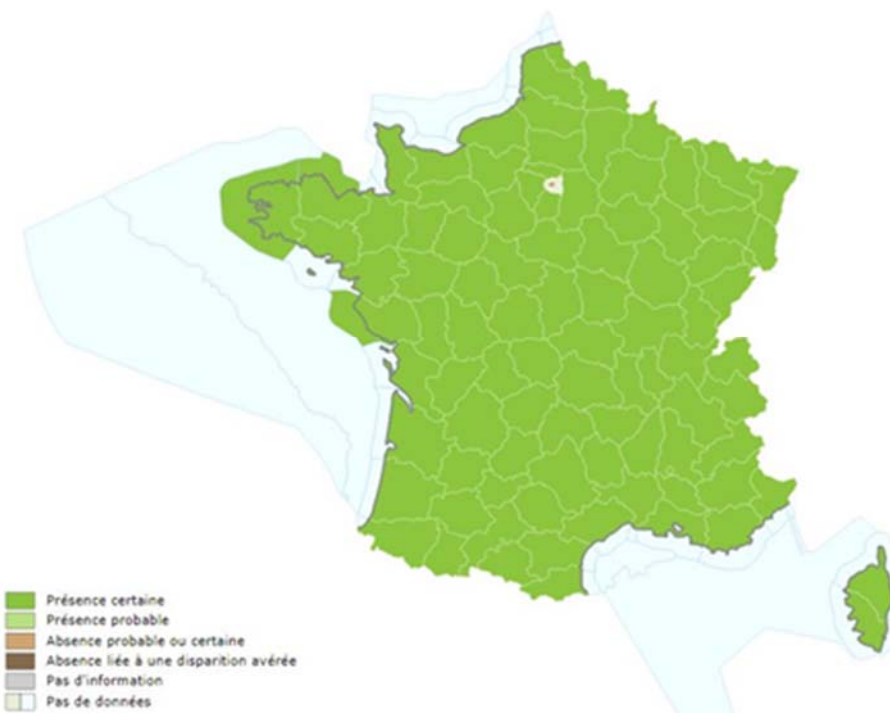 Présence certaine
Présence probable
Absence probable ou certaine
Absence liée à une disparition avérée
Pas d'information
Pas de données